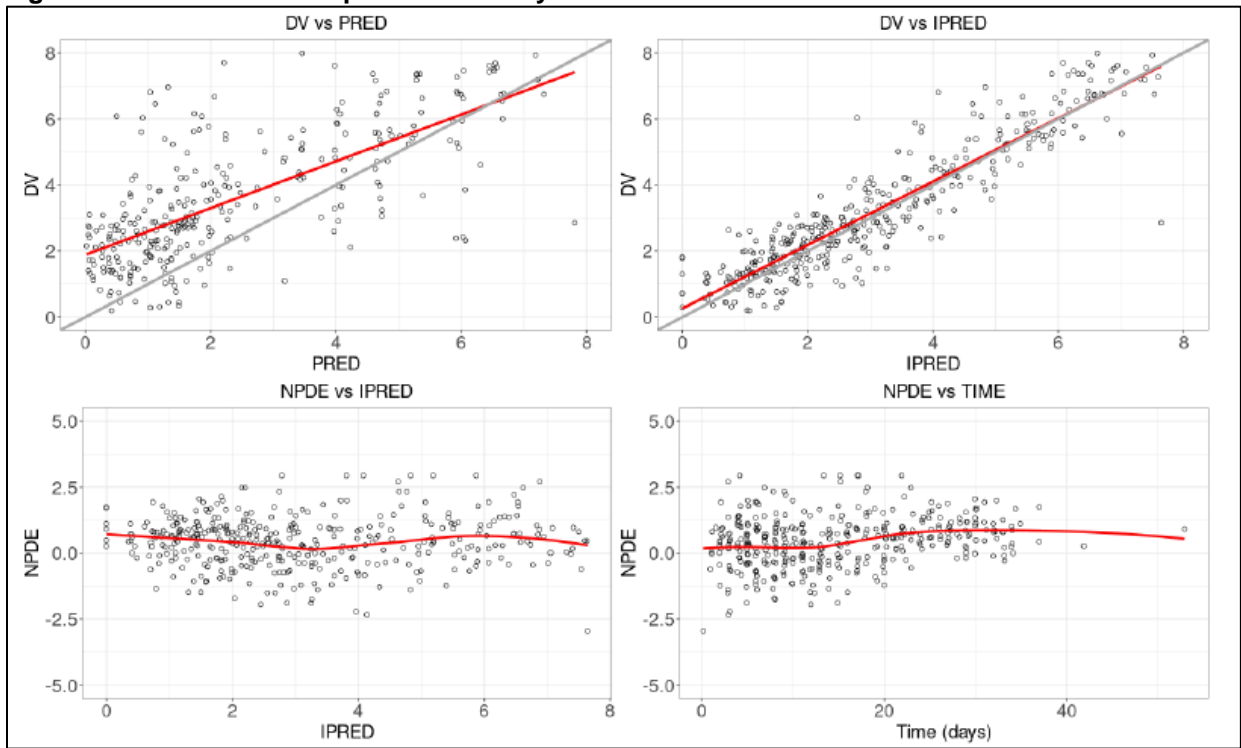 DV vs PRED
DV vs IPRED
8
6
4
2
0
DV
0 2 4 6 8
PRED
8
6
4
2
0
DV
0 2 4 6 8
IPRED
NPDE vs IPRED
NPDE vs TIME
5.0
2.5
0.0
-2.5
-5.0
NPDE
0 2 4 6 8
IPRED
5.0
2.5
0.0
-2.5
-5.0
NPDE
0 20 40
Time (days)